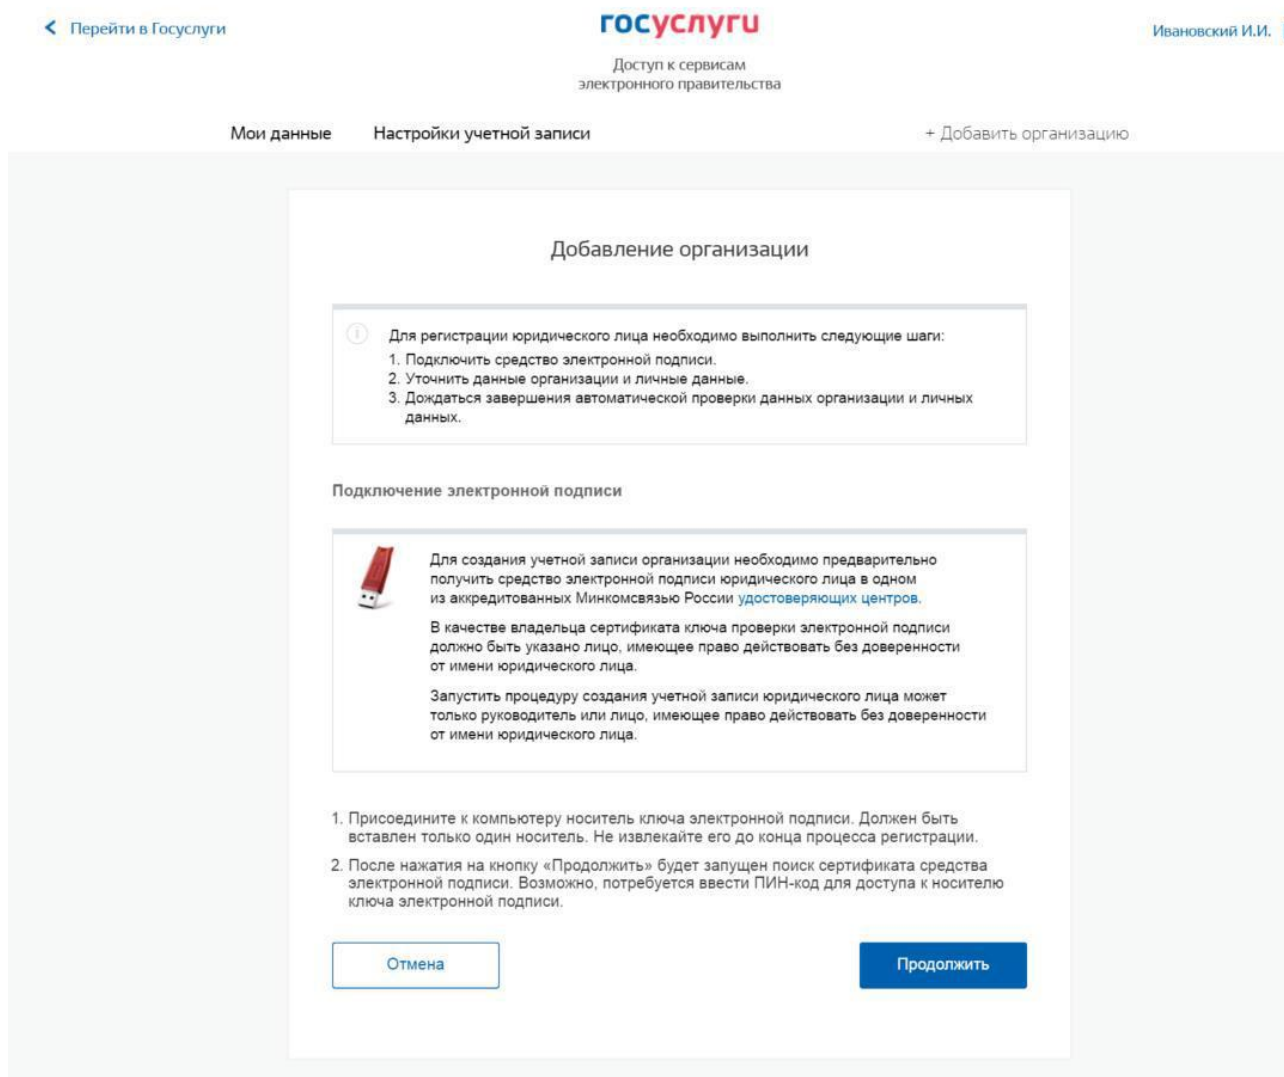 Перейти в Госуслуги
госуслуги
Ивановский И.И.
Доступ к сервисам
электронного правительства
Мои данные Настройки учетной записи + Добавить организацию
Добавление организации
Для регистрации юридического лица необходимо выполнить следующие шаги:
1. Подключить средство электронной подписи.
2. Уточнить данные организации и личные данные.
3. Дождаться завершения автоматической проверки данных организации и личных
данных.
Подключение электронной подписи
Для создания учетной записи организации необходимо предварительно
получить средство электронной подписи юридического лица в одном
из аккредитованных Минкомсвязью России удостоверяющих центров.
В качестве владельца сертификата ключа проверки электронной подписи
должно быть указано лицо, имеющее право действовать без доверенности
от имени юридического лица.
Запустить процедуру создания учетной записи юридического лица может
только руководитель или лицо, имеющее право действовать без доверенности
от имени юридического лица.
1. Присоедините к компьютеру носитель ключа электронной подписи. Должен быть
вставлен только один носитель. Не извлекайте его до конца процесса регистрации.
2. После нажатия на кнопку «Продолжить» будет запущен поиск сертификата средства
электронной подписи. Возможно, потребуется ввести ПИН-код для доступа к носителю
ключа электронной подписи.
Отмена Продолжить